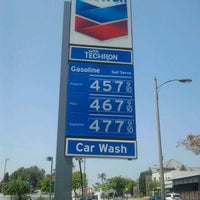 Chevron
with
TECHRON
Gasoline Self Serve
Regular 457 9/10
Plus 467 9/10
Supreme 477 9/10
Car Wash